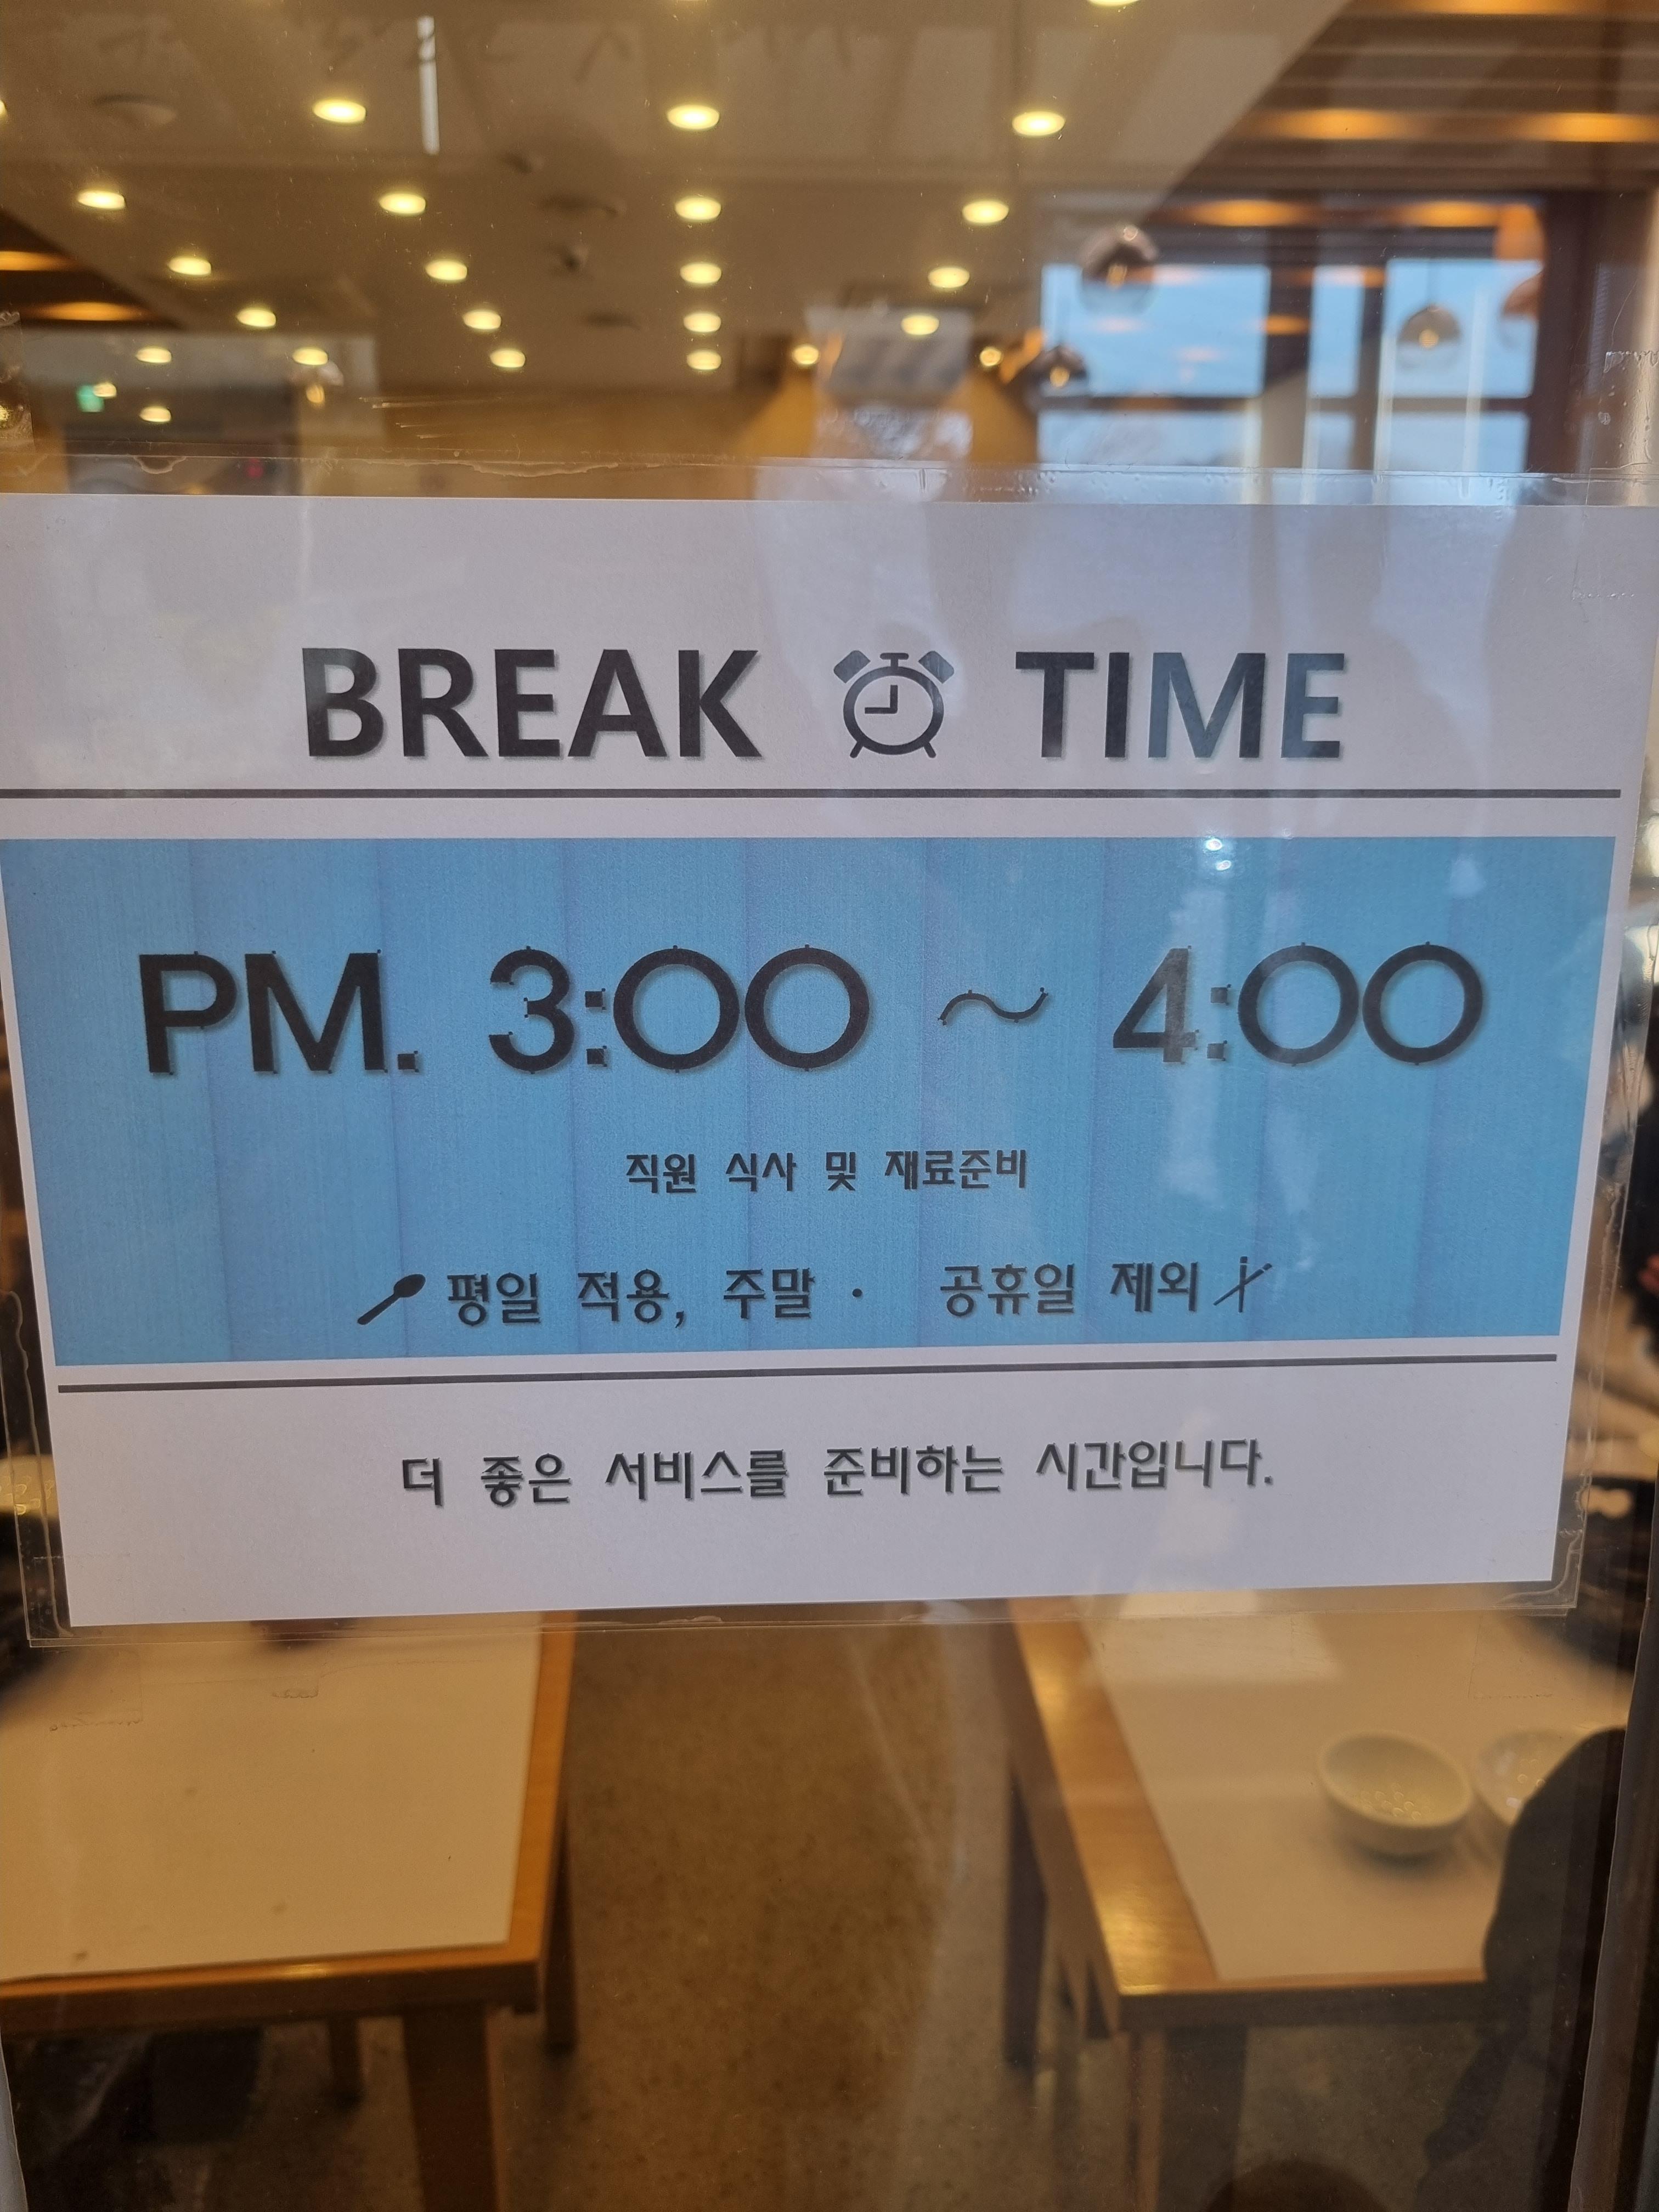 BREAK TIME
PM. 3:00 ~ 4:00
직원 식사 및 재료준비
평일 적용, 주말 · 공휴일 제외
더 좋은 서비스를 준비하는 시간입니다.